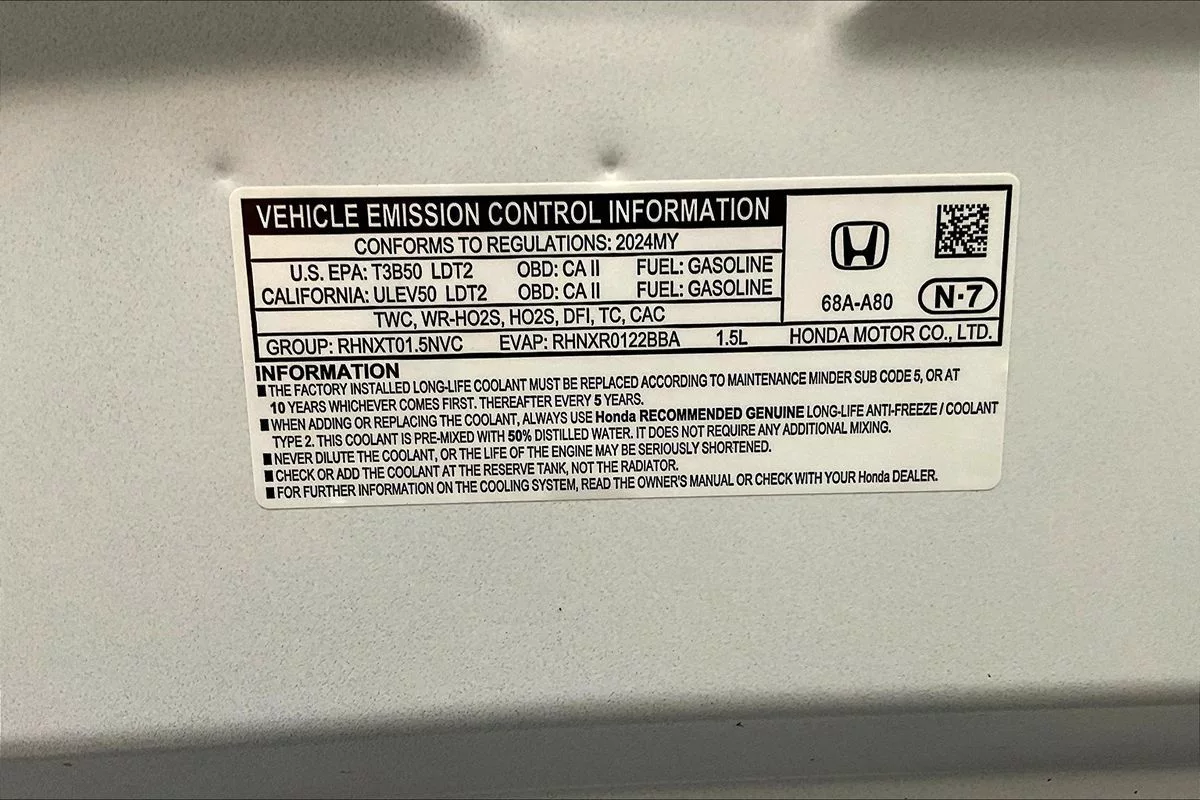 VEHICLE EMISSION CONTROL INFORMATION
CONFORMS TO REGULATIONS: 2024MY
U.S. EPA: T3B50 LDT2 OBD: CA II FUEL: GASOLINE
CALIFORNIA: ULEV50 LDT2 OBD: CA II FUEL: GASOLINE
68A-A80 N·7
TWC, WR-HO2S, HO2S, DFI, TC, CAC
GROUP: RHNXT01.5NVC EVAP: RHNXR0122BBA 1.5L HONDA MOTOR CO., LTD.
INFORMATION
■ THE FACTORY INSTALLED LONG-LIFE COOLANT MUST BE REPLACED ACCORDING TO MAINTENANCE MINDER SUB CODE 5, OR AT
10 YEARS WHICHEVER COMES FIRST. THEREAFTER EVERY 5 YEARS.
■ WHEN ADDING OR REPLACING THE COOLANT, ALWAYS USE Honda RECOMMENDED GENUINE LONG-LIFE ANTI-FREEZE / COOLANT
TYPE 2. THIS COOLANT IS PRE-MIXED WITH 50% DISTILLED WATER. IT DOES NOT REQUIRE ANY ADDITIONAL MIXING.
■ NEVER DILUTE THE COOLANT, OR THE LIFE OF THE ENGINE MAY BE SERIOUSLY SHORTENED.
■ CHECK OR ADD THE COOLANT AT THE RESERVE TANK, NOT THE RADIATOR.
■ FOR FURTHER INFORMATION ON THE COOLING SYSTEM, READ THE OWNER'S MANUAL OR CHECK WITH YOUR Honda DEALER.